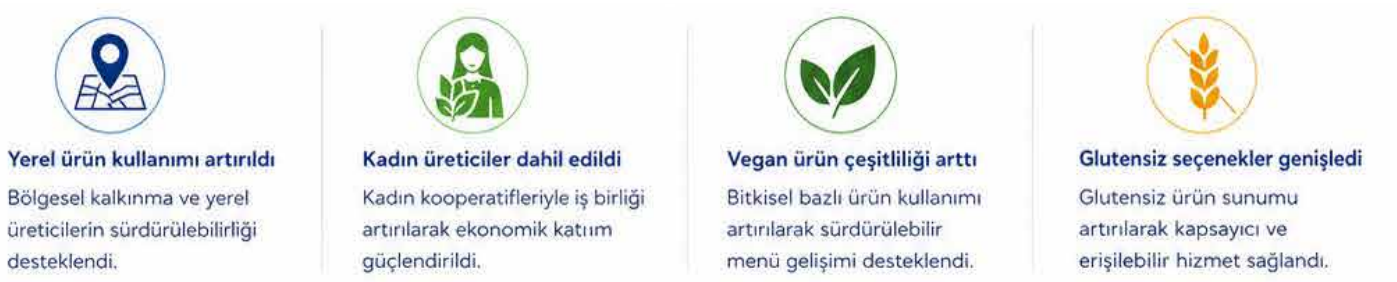 Yerel ürün kullanımı artırıldı
Bölgesel kalkınma ve yerel
üreticilerin sürdürülebilirliği
desteklendi.
Kadın üreticiler dahil edildi
Kadın kooperatifleriyle iş birliği
artırılarak ekonomik katılım
güçlendirildi.
Vegan ürün çeşitliliği arttı
Bitkisel bazlı ürün kullanımı
artırılarak sürdürülebilir
menü gelişimi desteklendi.
Glutensiz seçenekler genişledi
Glutensiz ürün sunumu
artırılarak kapsayıcı ve
erişilebilir hizmet sağlandı.